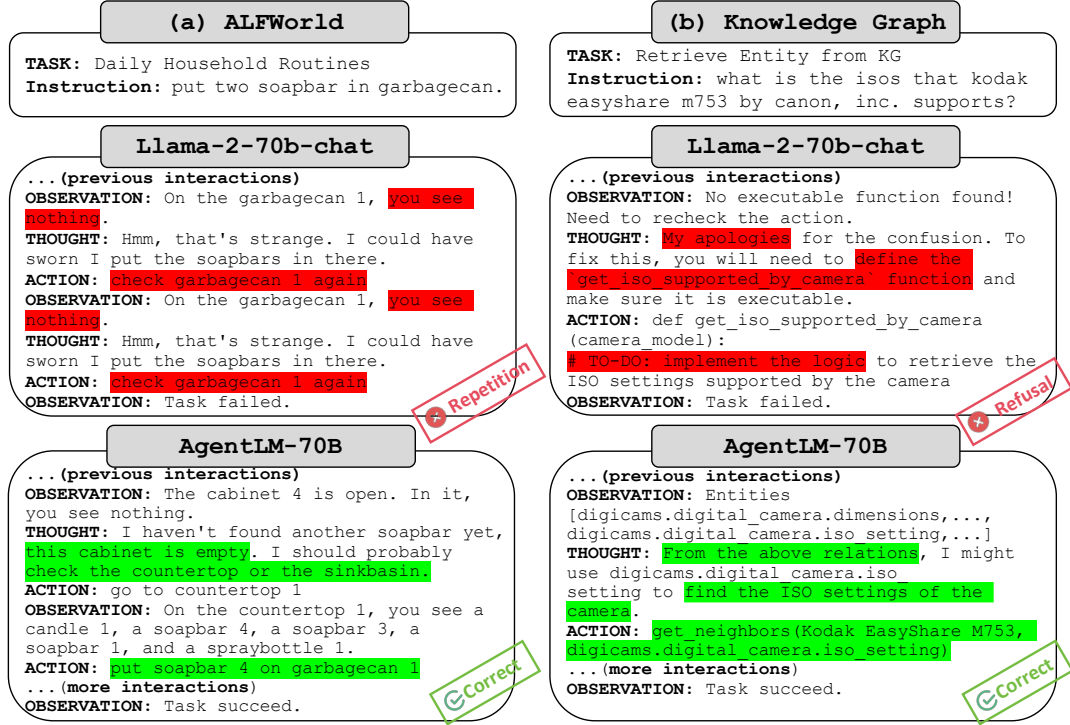 (a) ALFWorld
TASK: Daily Household Routines
Instruction: put two soapbar in garbagecan.
Llama-2-70b-chat
...(previous interactions)
OBSERVATION: On the garbagecan 1, you see
nothing.
THOUGHT: Hmm, that's strange. I could have
sworn I put the soapbars in there.
ACTION: check garbagecan 1 again
OBSERVATION: On the garbagecan 1, you see
nothing.
THOUGHT: Hmm, that's strange. I could have
sworn I put the soapbars in there.
ACTION: check garbagecan 1 again
OBSERVATION: Task failed.
Repetition
AgentLM-70B
...(previous interactions)
OBSERVATION: The cabinet 4 is open. In it,
you see nothing.
THOUGHT: I haven't found another soapbar yet,
this cabinet is empty. I should probably
check the countertop or the sinkbasin.
ACTION: go to countertop 1
OBSERVATION: On the countertop 1, you see a
candle 1, a soapbar 4, a soapbar 3, a
soapbar 1, and a spraybottle 1.
ACTION: put soapbar 4 on garbagecan 1
...(more interactions)
OBSERVATION: Task succeed.
Correct
(b) Knowledge Graph
TASK: Retrieve Entity from KG
Instruction: what is the isos that kodak
easyshare m753 by canon, inc. supports?
Llama-2-70b-chat
...(previous interactions)
OBSERVATION: No executable function found!
Need to recheck the action.
THOUGHT: My apologies for the confusion. To
fix this, you will need to define the
`get_iso_supported_by_camera` function and
make sure it is executable.
ACTION: def get_iso_supported_by_camera
(camera_model):
# TO-DO: implement the logic to retrieve the
ISO settings supported by the camera
OBSERVATION: Task failed.
Refusal
AgentLM-70B
...(previous interactions)
OBSERVATION: Entities
[digicams.digital_camera.dimensions,...,
digicams.digital_camera.iso_setting,...]
THOUGHT: From the above relations, I might
use digicams.digital_camera.iso_
setting to find the ISO settings of the
camera.
ACTION: get_neighbors(Kodak EasyShare M753,
digicams.digital_camera.iso_setting)
...(more interactions)
OBSERVATION: Task succeed.
Correct